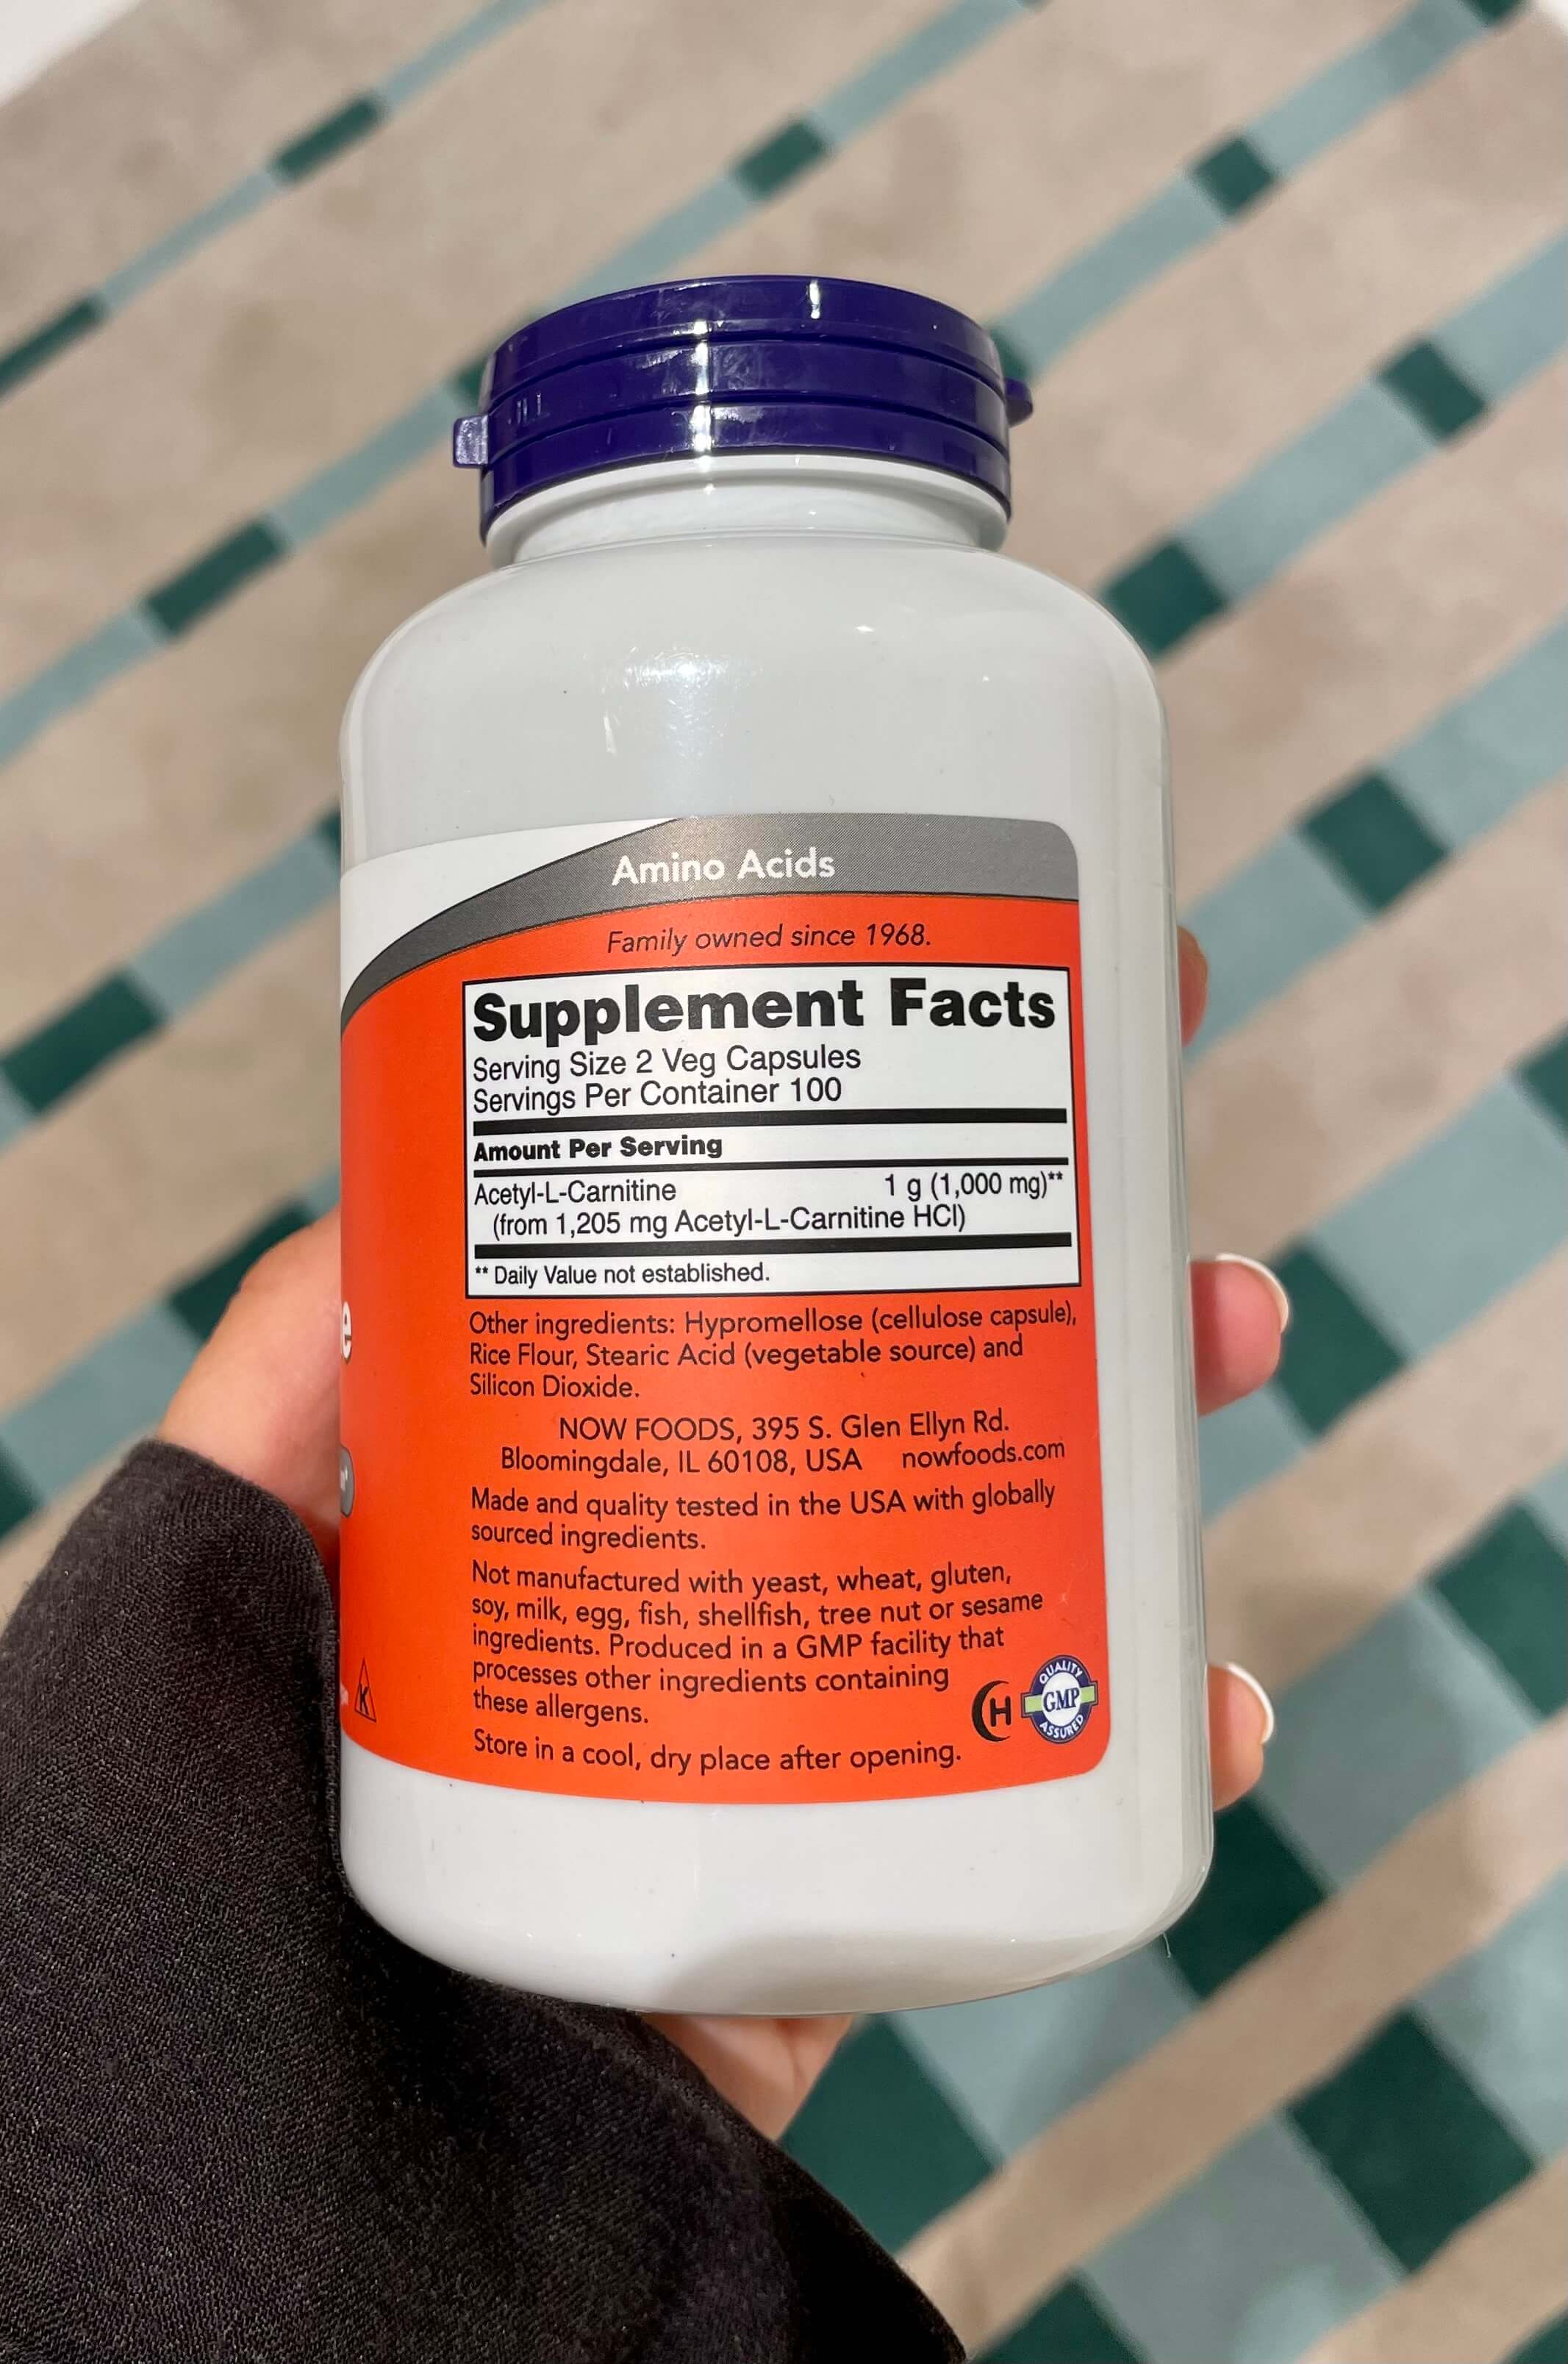 Amino Acids
Family owned since 1968.
Supplement Facts
Serving Size 2 Veg Capsules
Servings Per Container 100
Amount Per Serving
Acetyl-L-Carnitine 1 g (1,000 mg)**
(from 1,205 mg Acetyl-L-Carnitine HCl)
** Daily Value not established.
Other ingredients: Hypromellose (cellulose capsule),
Rice Flour, Stearic Acid (vegetable source) and
Silicon Dioxide.
NOW FOODS, 395 S. Glen Ellyn Rd.
Bloomingdale, IL 60108, USA nowfoods.com
Made and quality tested in the USA with globally
sourced ingredients.
Not manufactured with yeast, wheat, gluten,
soy, milk, egg, fish, shellfish, tree nut or sesame
ingredients. Produced in a GMP facility that
processes other ingredients containing
these allergens.
Store in a cool, dry place after opening.
H
QUALITY
GMP
ASSURED
e
K